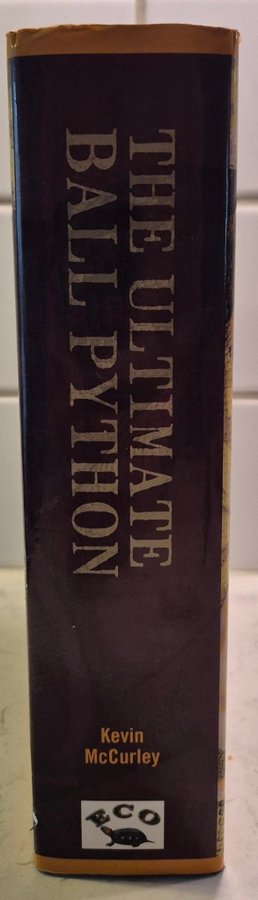 THE ULTIMATE
BALL PYTHON
Kevin
McCurley
ECO